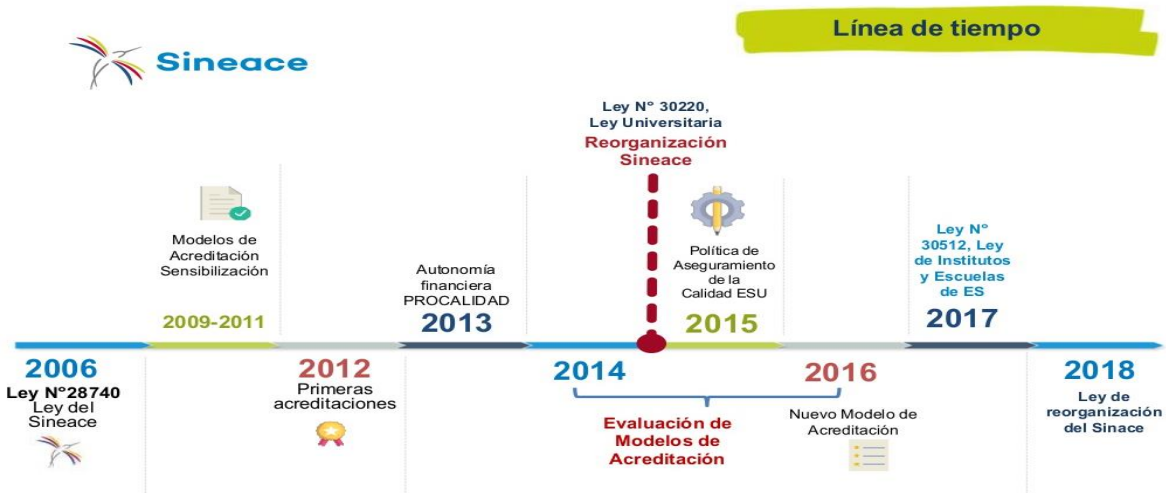 Sineace
Línea de tiempo
Ley N° 30220,
Ley Universitaria
Reorganización
Sineace
Modelos de
Acreditación
Sensibilización
2009-2011
Autonomía
financiera
PROCALIDAD
2013
Política de
Aseguramiento
de la
Calidad ESU
2015
Ley N°
30512, Ley
de Institutos
y Escuelas
de ES
2017
2006
Ley N°28740
Ley del
Sineace
2012
Primeras
acreditaciones
2014
Evaluación de
Modelos de
Acreditación
2016
Nuevo Modelo de
Acreditación
2018
Ley de
reorganización
del Sinace